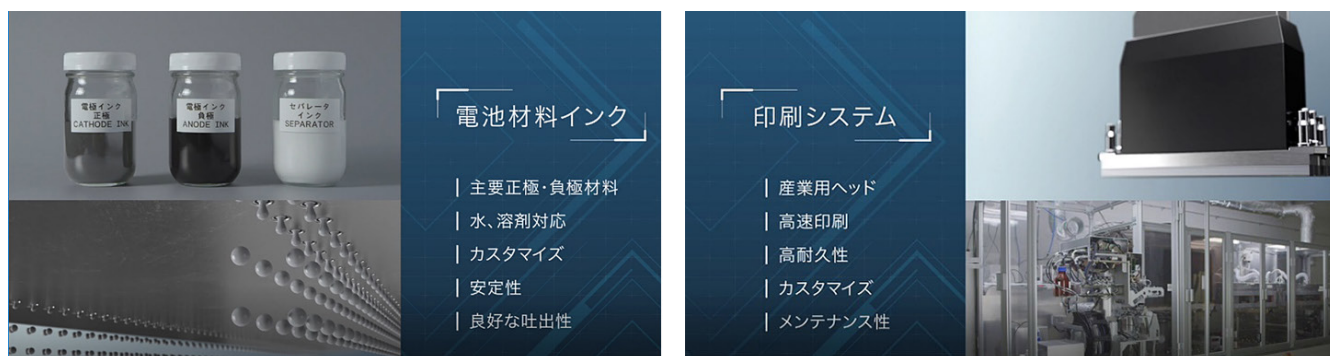 電極インク
正極
CATHODE INK
電極インク
負極
ANODE INK
セパレータ
インク
SEPARATOR
電池材料インク
主要正極・負極材料
水、溶剤対応
カスタマイズ
安定性
良好な吐出性
印刷システム
産業用ヘッド
高速印刷
高耐久性
カスタマイズ
メンテナンス性